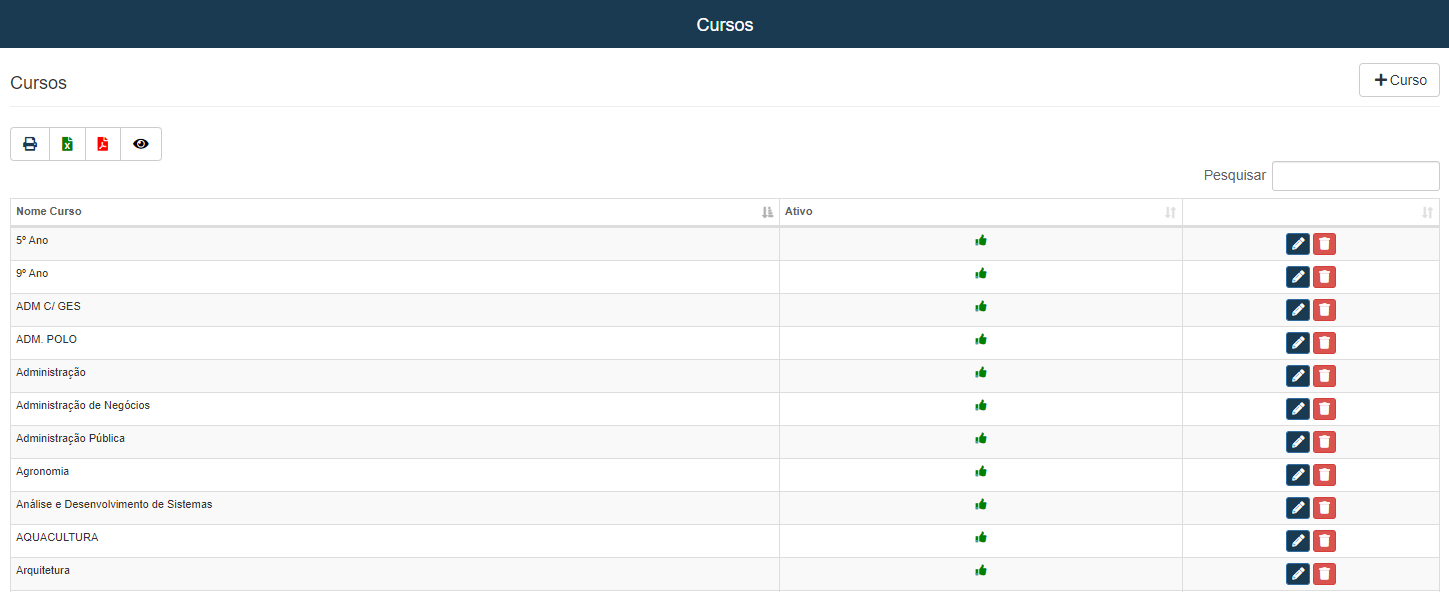 Cursos
Cursos
Curso
Pesquisar
Nome Curso Ativo
5º Ano
9º Ano
ADM C/ GES
ADM. POLO
Administração
Administração de Negócios
Administração Pública
Agronomia
Análise e Desenvolvimento de Sistemas
AQUACULTURA
Arquitetura